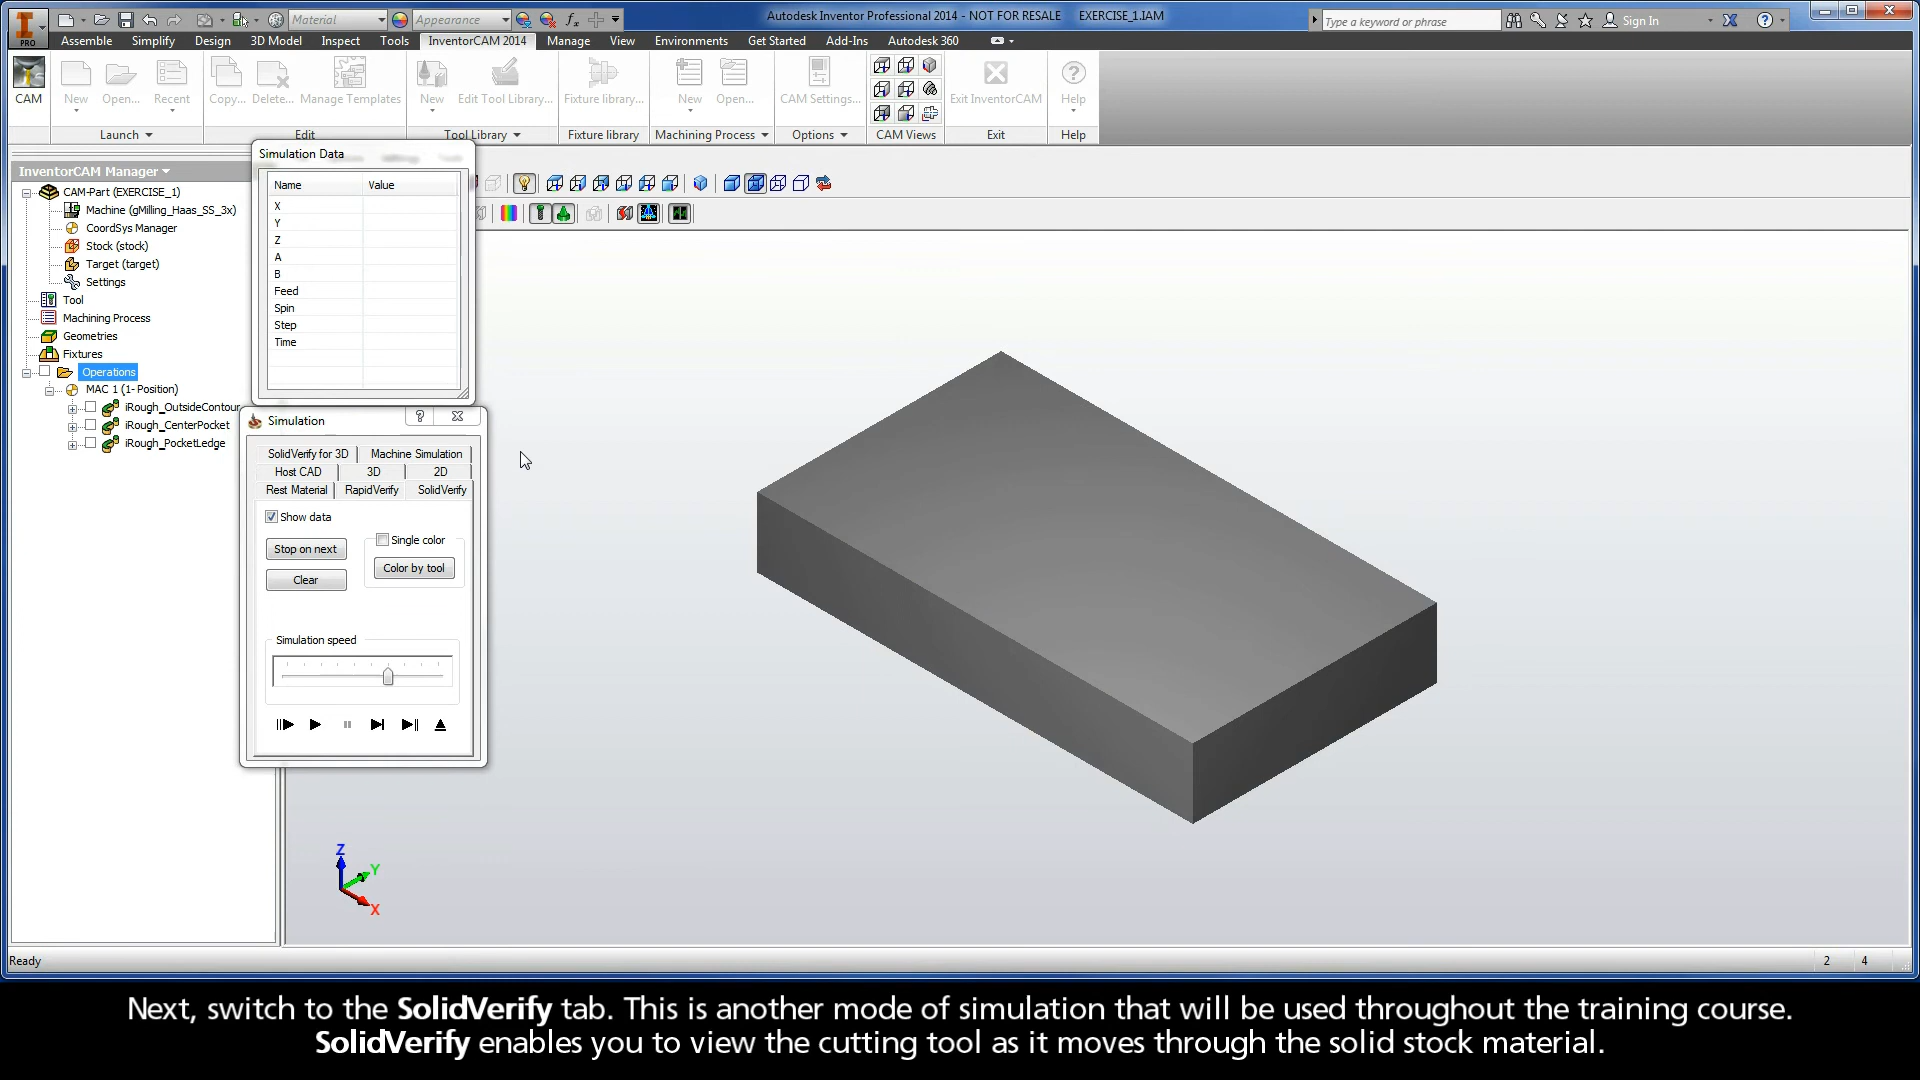 Material
Appearance
Autodesk Inventor Professional 2014 - NOT FOR RESALE EXERCISE_1.IAM
Type a keyword or phrase
Sign In
PRO
Assemble Simplify Design 3D Model Inspect Tools InventorCAM 2014 Manage View Environments Get Started Add-Ins Autodesk 360
CAM New Open... Recent Copy... Delete... Manage Templates New Edit Tool Library... Fixture library... New Open... CAM Settings... Exit InventorCAM Help
Launch Edit Tool Library Fixture library Machining Process Options CAM Views Exit Help
InventorCAM Manager
CAM-Part (EXERCISE_1)
Machine (gMilling_Haas_SS_3x)
CoordSys Manager
Stock (stock)
Target (target)
Settings
Tool
Machining Process
Geometries
Fixtures
Operations
MAC 1 (1- Position)
iRough_OutsideContour
iRough_CenterPocket
iRough_PocketLedge
Simulation Data
Name Value
X
Y
Z
A
B
Feed
Spin
Step
Time
Simulation
SolidVerify for 3D Machine Simulation
Host CAD 3D 2D
Rest Material RapidVerify SolidVerify
Show data
Stop on next Single color
Clear Color by tool
Simulation speed
Z
Y
X
Ready 2 4
Next, switch to the SolidVerify tab. This is another mode of simulation that will be used throughout the training course.
SolidVerify enables you to view the cutting tool as it moves through the solid stock material.